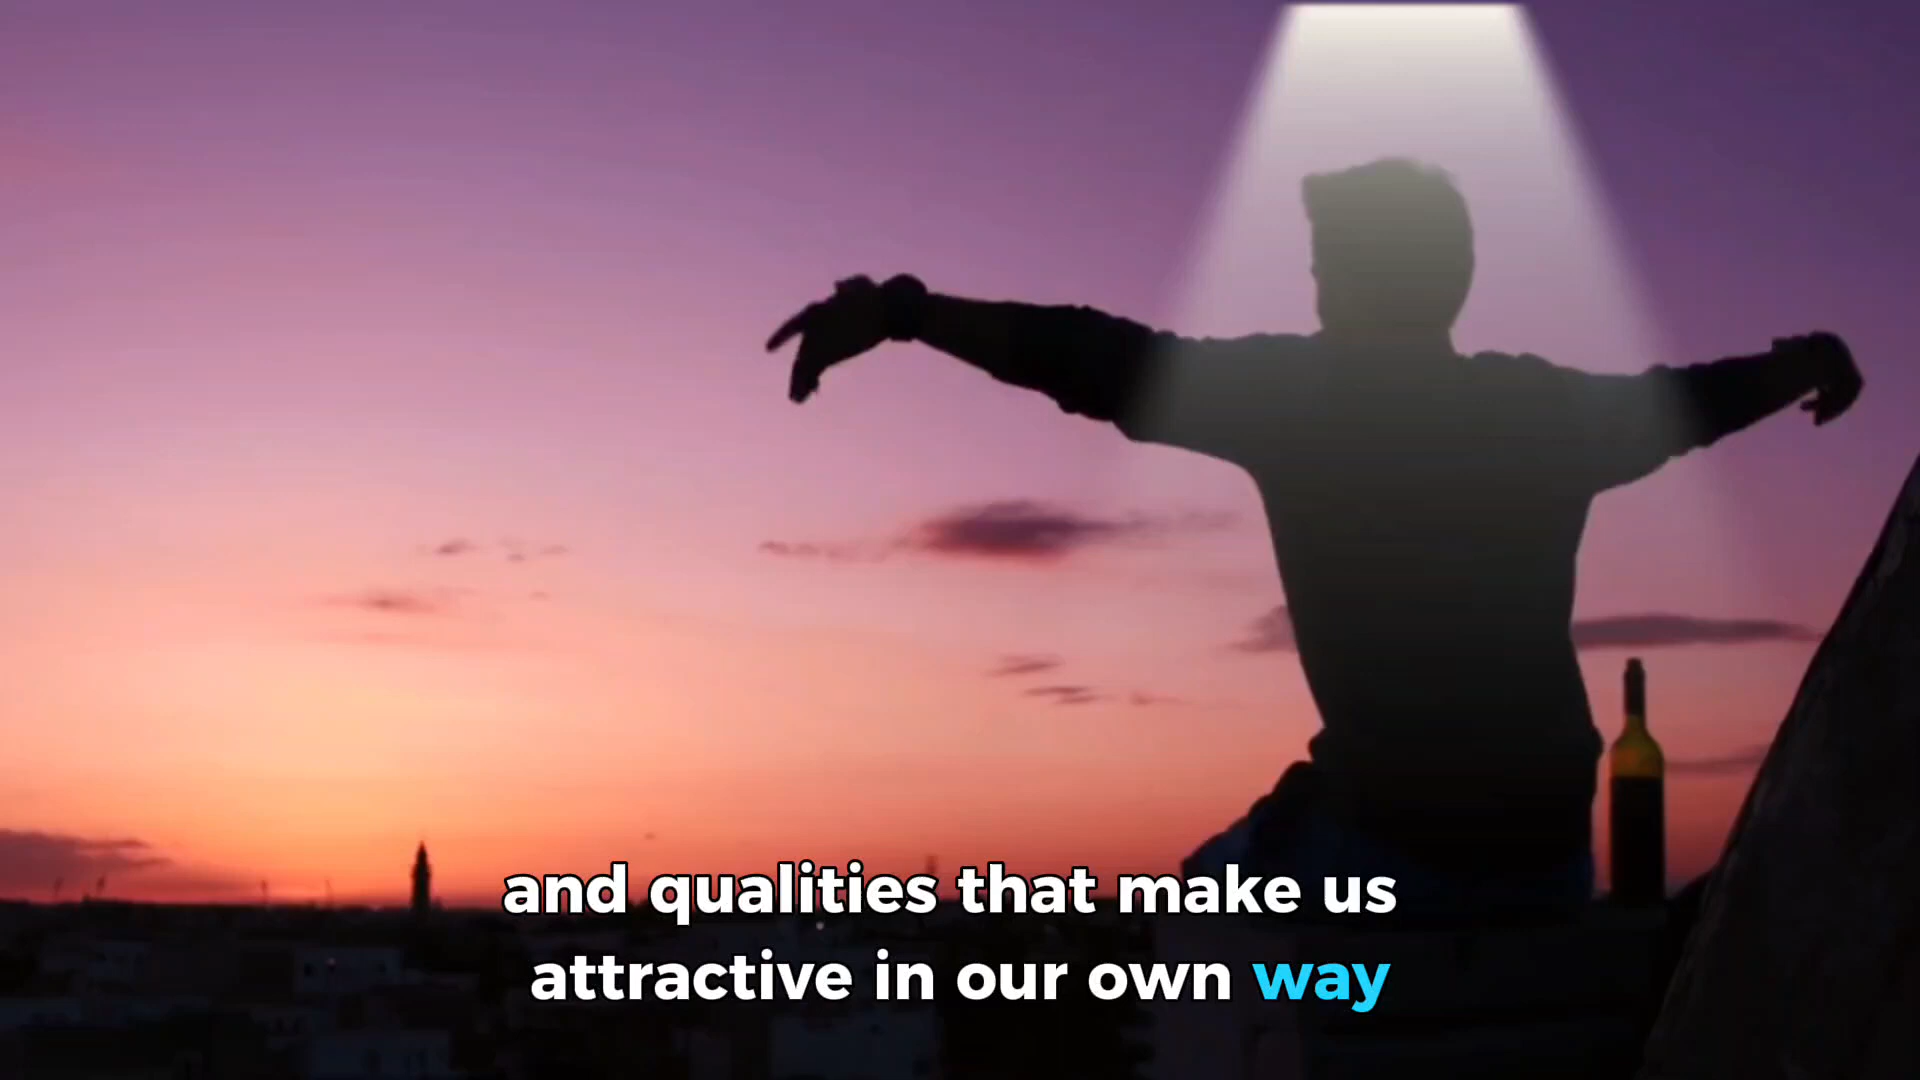 and qualities that make us
attractive in our own way